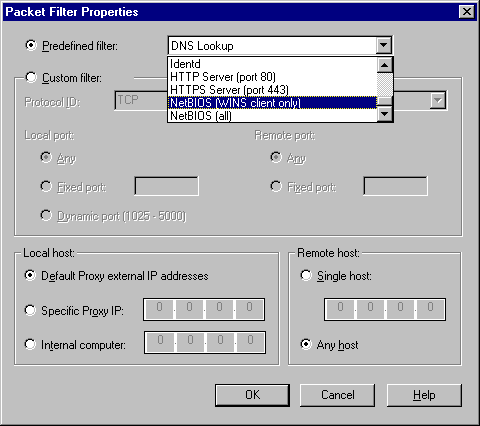 Packet Filter Properties
Predefined filter: DNS Lookup
Identd
Custom filter: HTTP Server (port 80)
HTTPS Server (port 443)
Protocol ID: TCP NetBIOS (WINS client only)
NetBIOS (all)
Local port: Remote port:
Any Any
Fixed port: Fixed port:
Dynamic port (1025 - 5000)
Local host: Remote host:
Default Proxy external IP addresses Single host:
Specific Proxy IP: 0 . 0 . 0 . 0 0 . 0 . 0 . 0
Internal computer: 0 . 0 . 0 . 0 Any host
OK Cancel Help